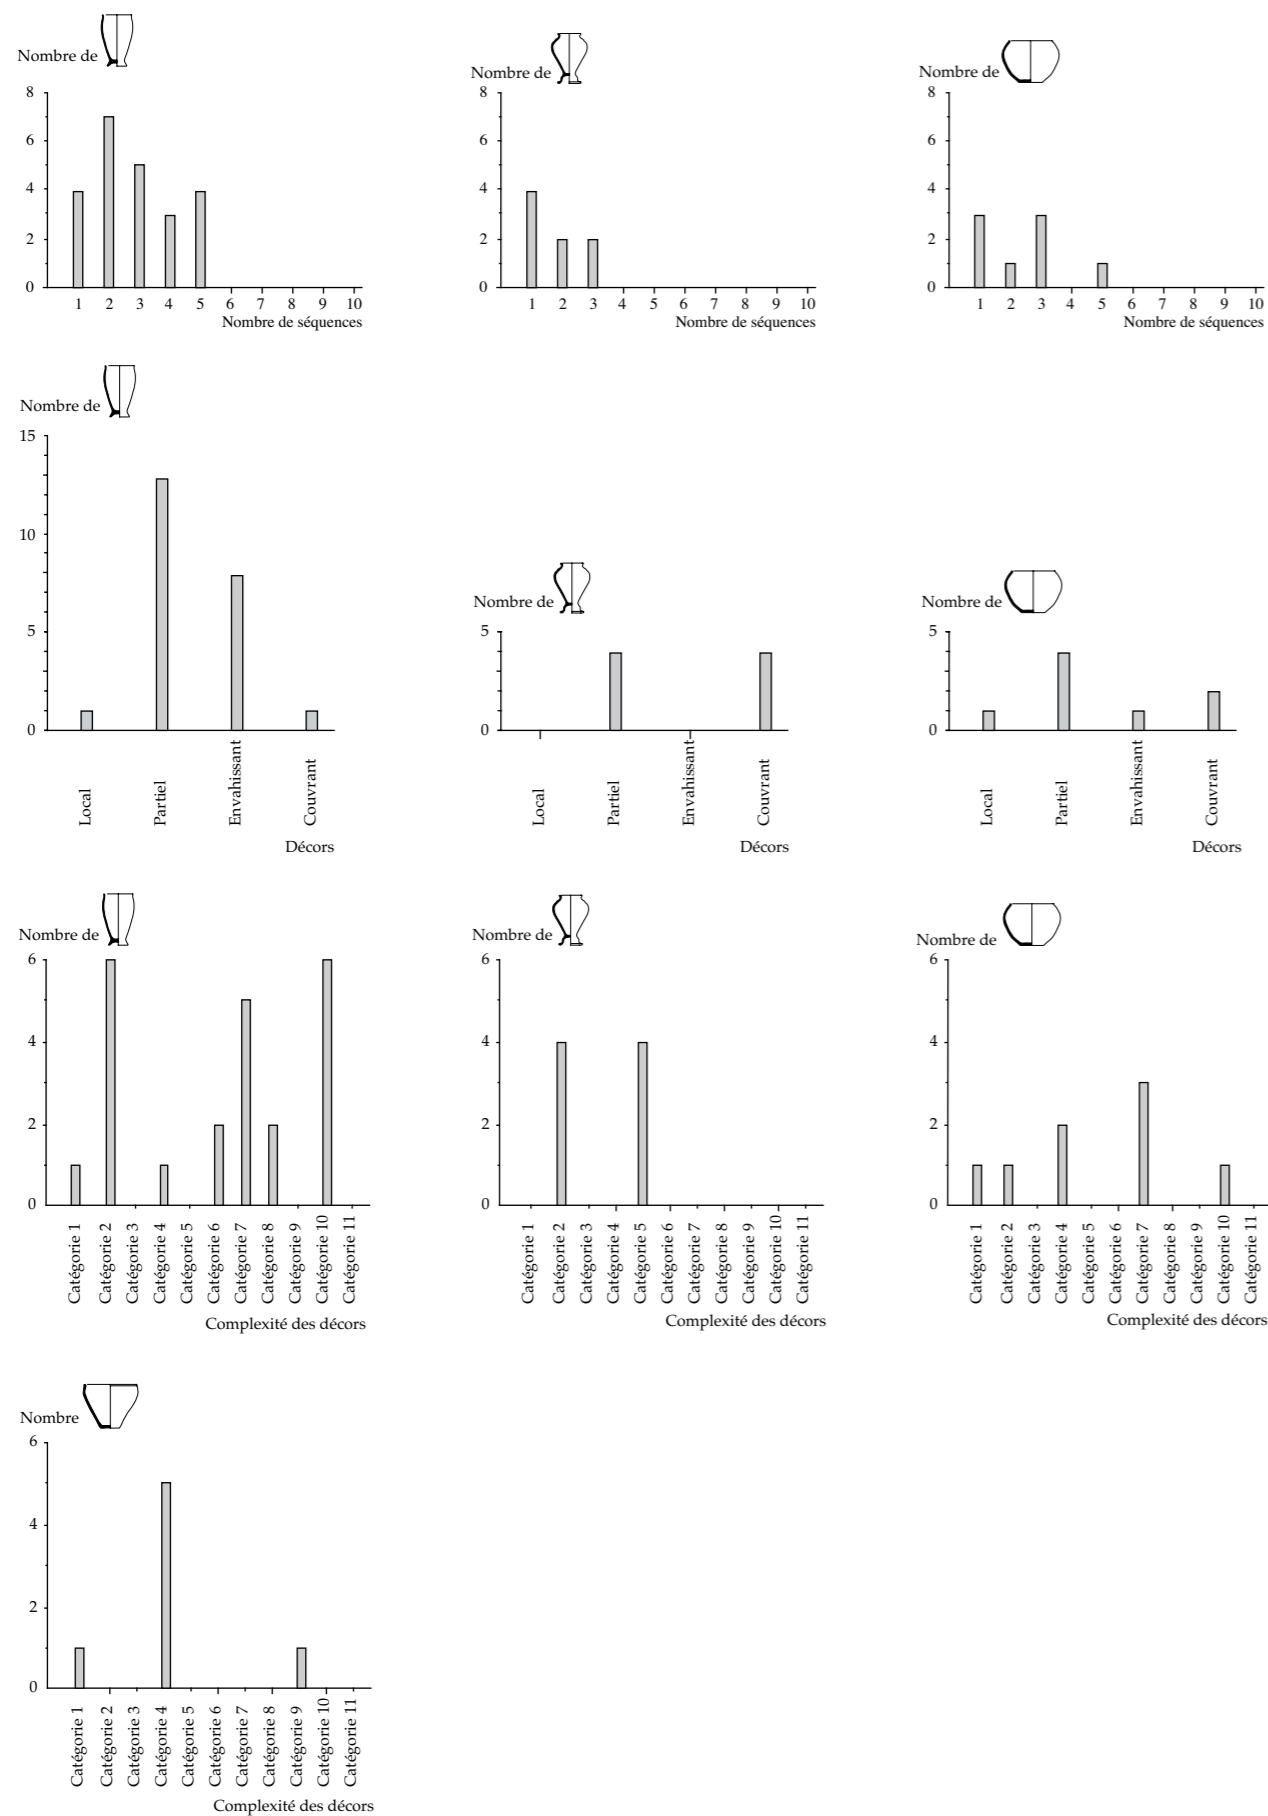 Nombre de
8
6
4
2
0
1 2 3 4 5 6 7 8 9 10
Nombre de séquences
Nombre de
8
6
4
2
0
1 2 3 4 5 6 7 8 9 10
Nombre de séquences
Nombre de
8
6
4
2
0
1 2 3 4 5 6 7 8 9 10
Nombre de séquences
Nombre de
15
10
5
0
Local
Partiel
Envahissant
Couvrant
Décors
Nombre de
5
0
Local
Partiel
Envahissant
Couvrant
Décors
Nombre de
5
0
Local
Partiel
Envahissant
Couvrant
Décors
Nombre de
6
4
2
0
Catégorie 1
Catégorie 2
Catégorie 3
Catégorie 4
Catégorie 5
Catégorie 6
Catégorie 7
Catégorie 8
Catégorie 9
Catégorie 10
Catégorie 11
Complexité des décors
Nombre de
6
4
2
0
Catégorie 1
Catégorie 2
Catégorie 3
Catégorie 4
Catégorie 5
Catégorie 6
Catégorie 7
Catégorie 8
Catégorie 9
Catégorie 10
Catégorie 11
Complexité des décors
Nombre de
6
4
2
0
Catégorie 1
Catégorie 2
Catégorie 3
Catégorie 4
Catégorie 5
Catégorie 6
Catégorie 7
Catégorie 8
Catégorie 9
Catégorie 10
Catégorie 11
Complexité des décors
Nombre
6
4
2
0
Catégorie 1
Catégorie 2
Catégorie 3
Catégorie 4
Catégorie 5
Catégorie 6
Catégorie 7
Catégorie 8
Catégorie 9
Catégorie 10
Catégorie 11
Complexité des décors